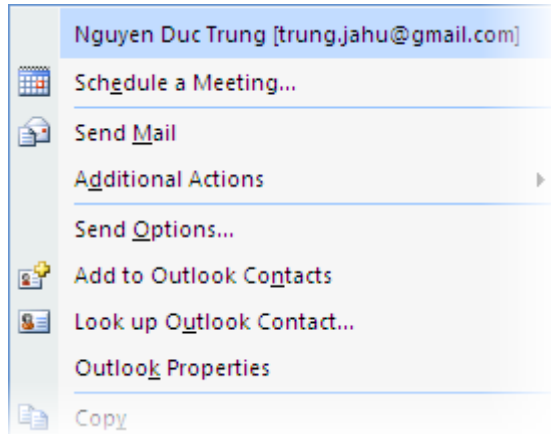 Nguyen Duc Trung [trung.jahu@gmail.com]
Schedule a Meeting...
Send Mail
Additional Actions
Send Options...
Add to Outlook Contacts
Look up Outlook Contact...
Outlook Properties
Copy